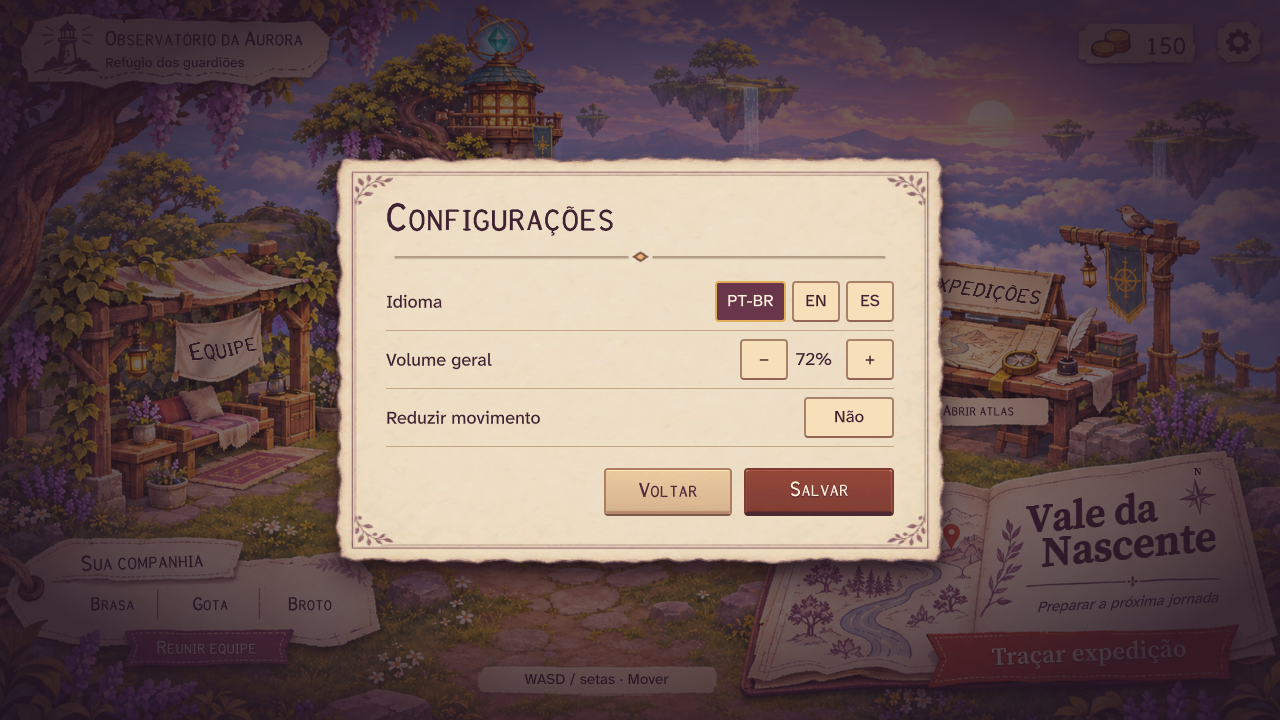 Observatório da Aurora
Refúgio dos guardiões
150
Configurações
Idioma
PT-BR
EN
ES
Volume geral
−
72%
+
Reduzir movimento
Não
Voltar
Salvar
Equipe
Abrir atlas
Sua companhia
Brasa
Gota
Broto
Reunir equipe
WASD / setas · Mover
N
Vale da
Nascente
Preparar a próxima jornada
Traçar expedição